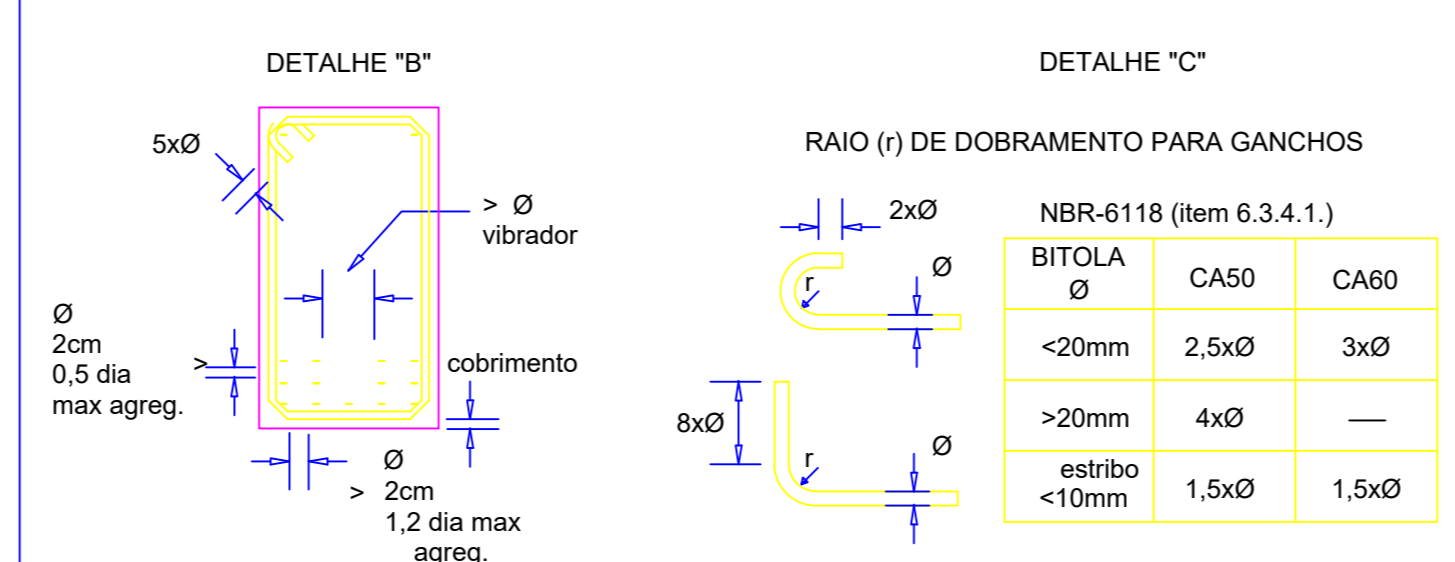 DETALHE "B"
5xØ
> Ø
vibrador
Ø
2cm
0,5 dia
max agreg.
>
cobrimento
Ø
> 2cm
1,2 dia max
agreg.
DETALHE "C"
RAIO (r) DE DOBRAMENTO PARA GANCHOS
2xØ
Ø
r
8xØ
Ø
r
NBR-6118 (item 6.3.4.1.)
BITOLA Ø CA50 CA60
<20mm 2,5xØ 3xØ
>20mm 4xØ —
estribo
<10mm 1,5xØ 1,5xØ